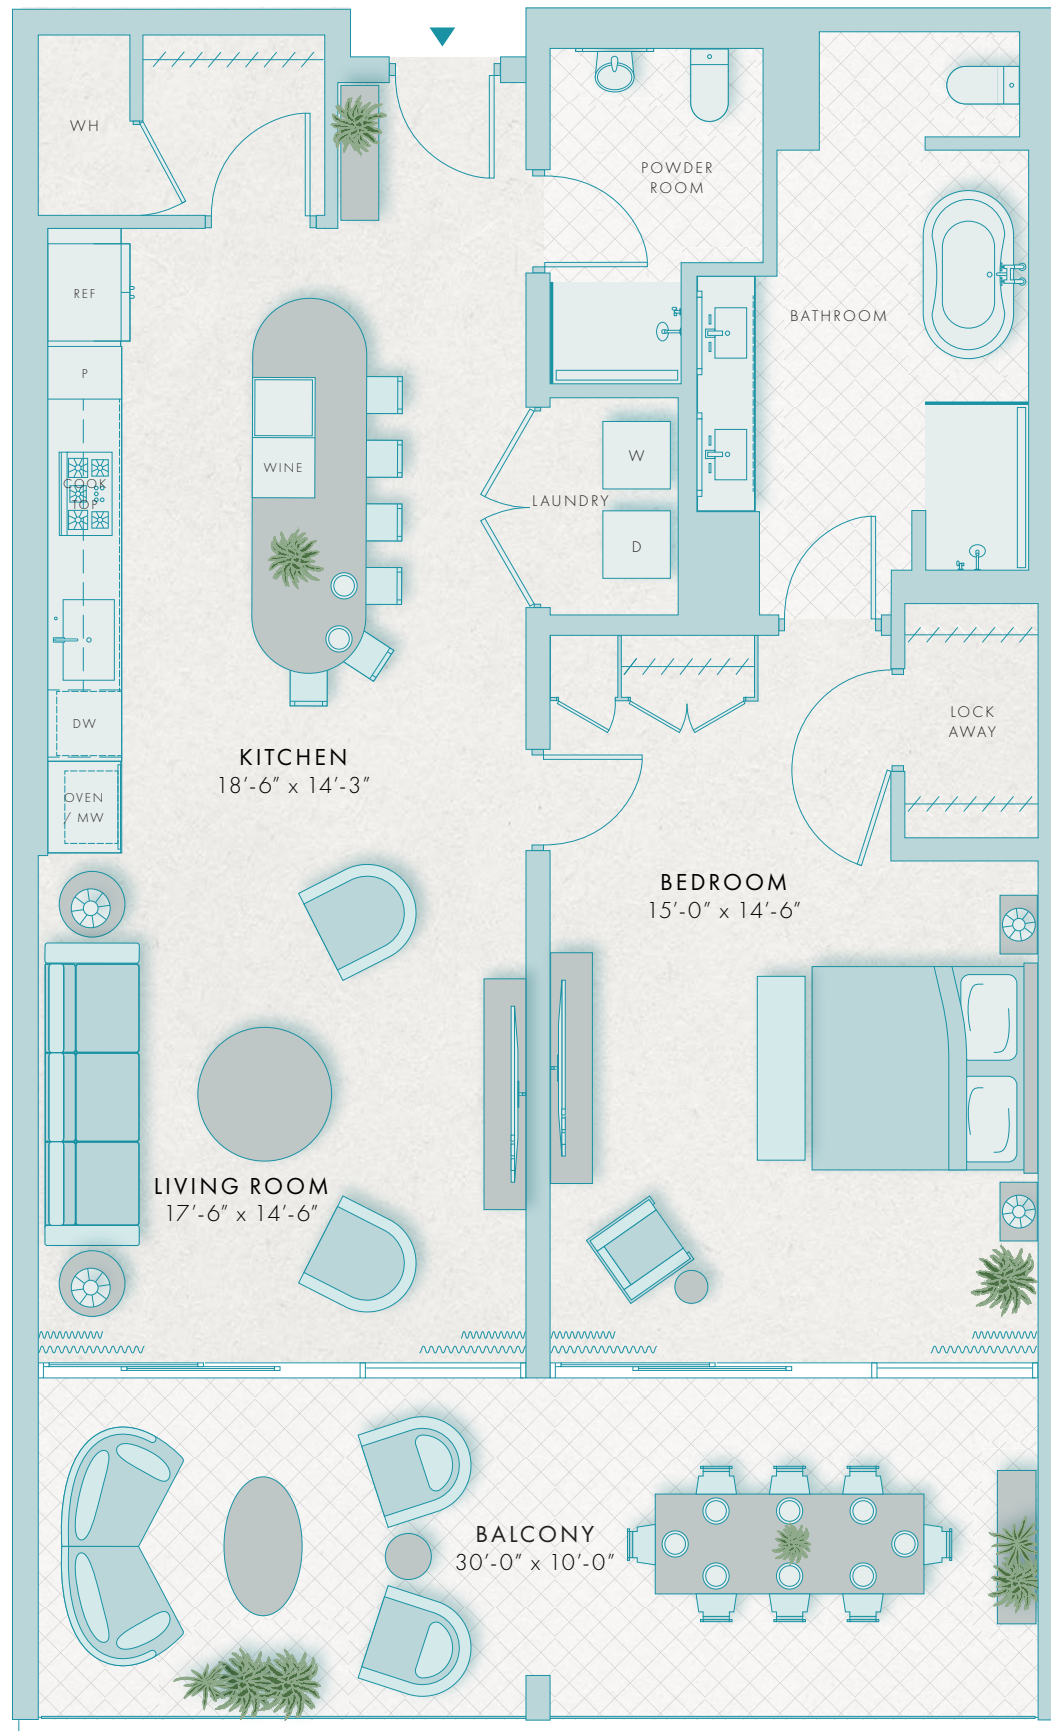 WH
POWDER
ROOM
REF
BATHROOM
P
WINE
COOK
TOP
W
LAUNDRY
D
DW
LOCK
AWAY
KITCHEN
18'-6" x 14'-3"
OVEN
/ MW
BEDROOM
15'-0" x 14'-6"
LIVING ROOM
17'-6" x 14'-6"
BALCONY
30'-0" x 10'-0"